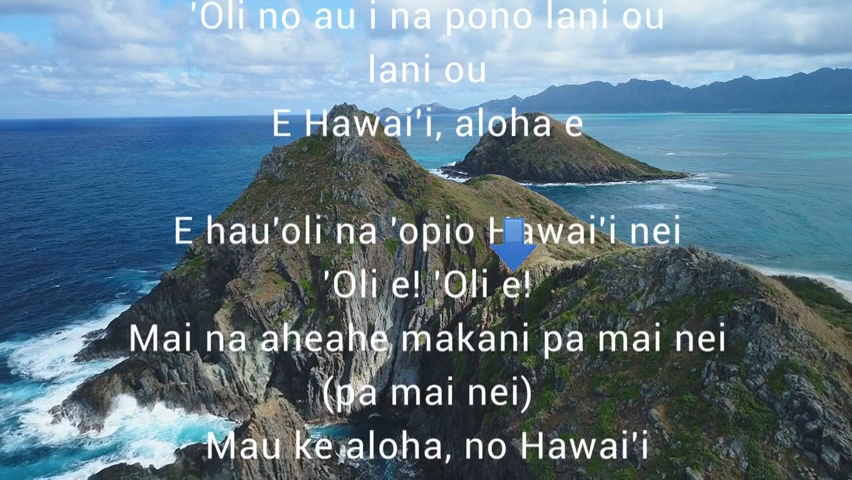 'Oli no au i na pono lani ou
lani ou
E Hawai'i, aloha e
E hau'oli na 'opio Hawai'i nei
'Oli e! 'Oli e!
Mai na aheahe makani pa mai nei
(pa mai nei)
Mau ke aloha, no Hawai'i